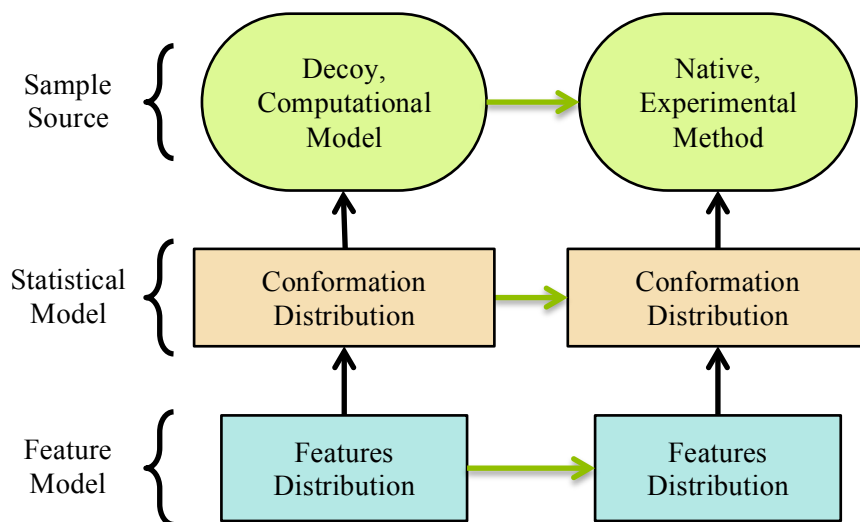 Sample
Source
Decoy,
Computational
Model
Native,
Experimental
Method
Statistical
Model
Conformation
Distribution
Conformation
Distribution
Feature
Model
Features
Distribution
Features
Distribution